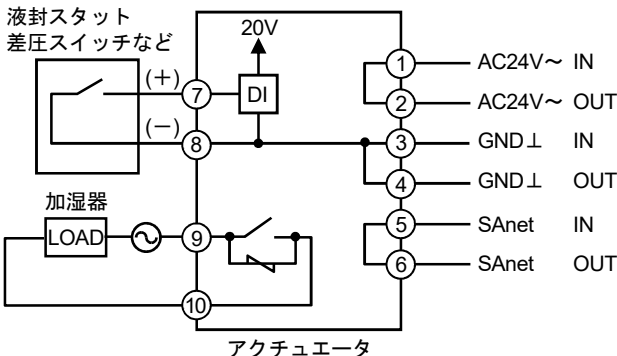 液封スタット
差圧スイッチなど
20V
(+)
7
DI
(−)
8
加湿器
LOAD
9
10
1 AC24V～ IN
2 AC24V～ OUT
3 GND⊥ IN
4 GND⊥ OUT
5 SAnet IN
6 SAnet OUT
アクチュエータ